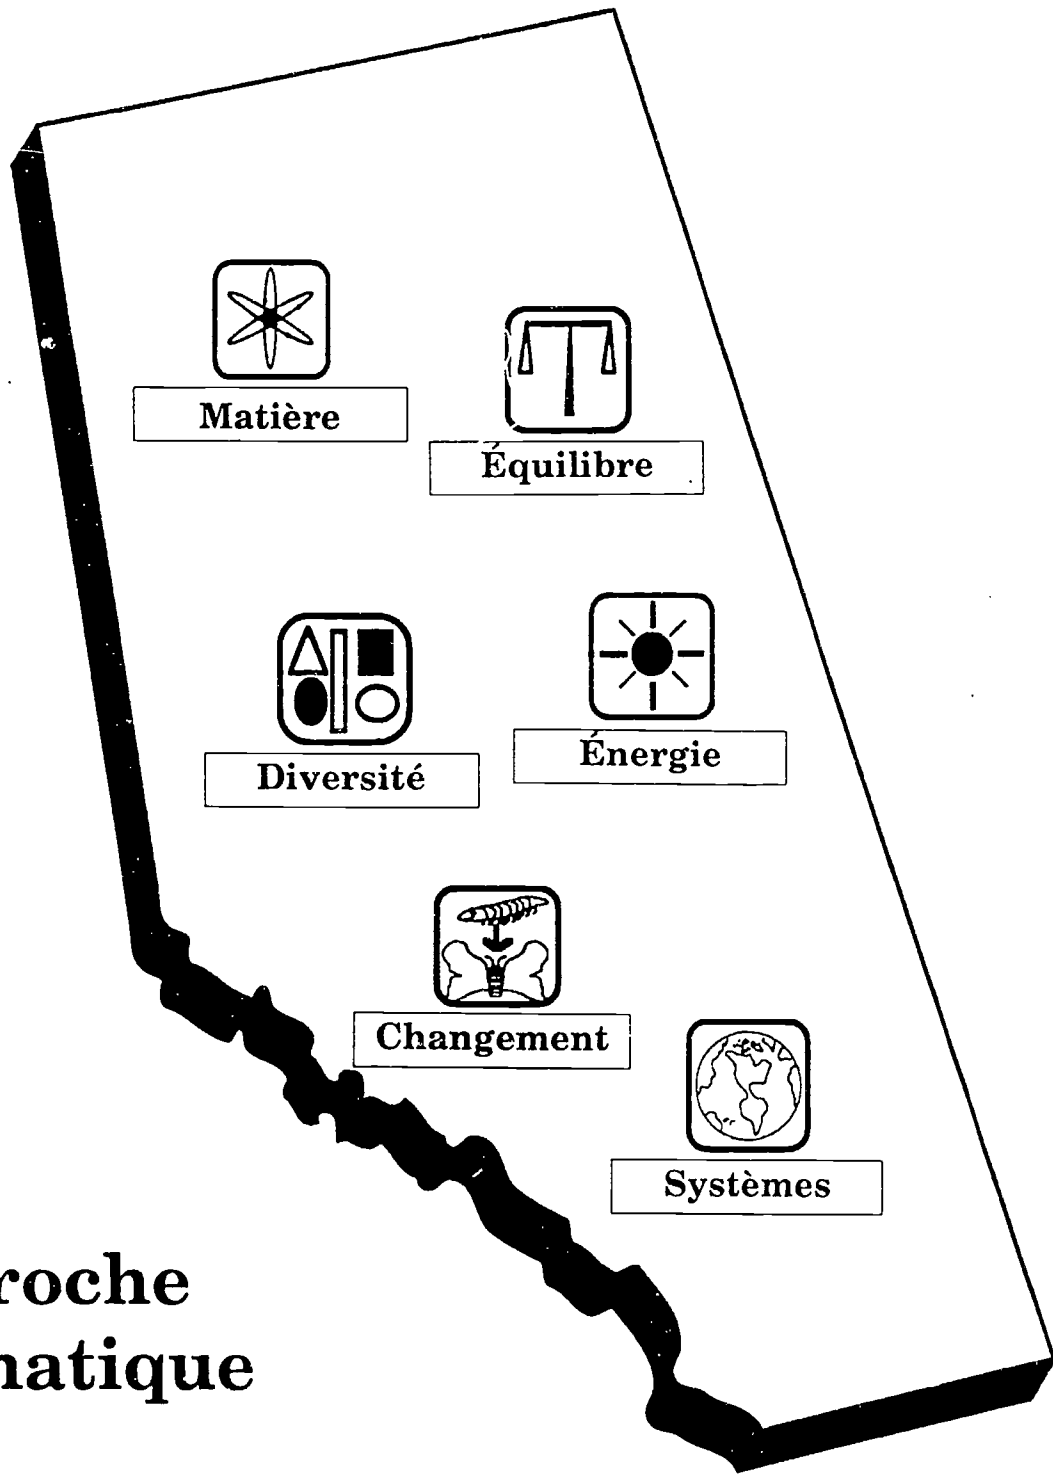 Matière
Équilibre
Diversité
Énergie
Changement
Systèmes
roche
natique